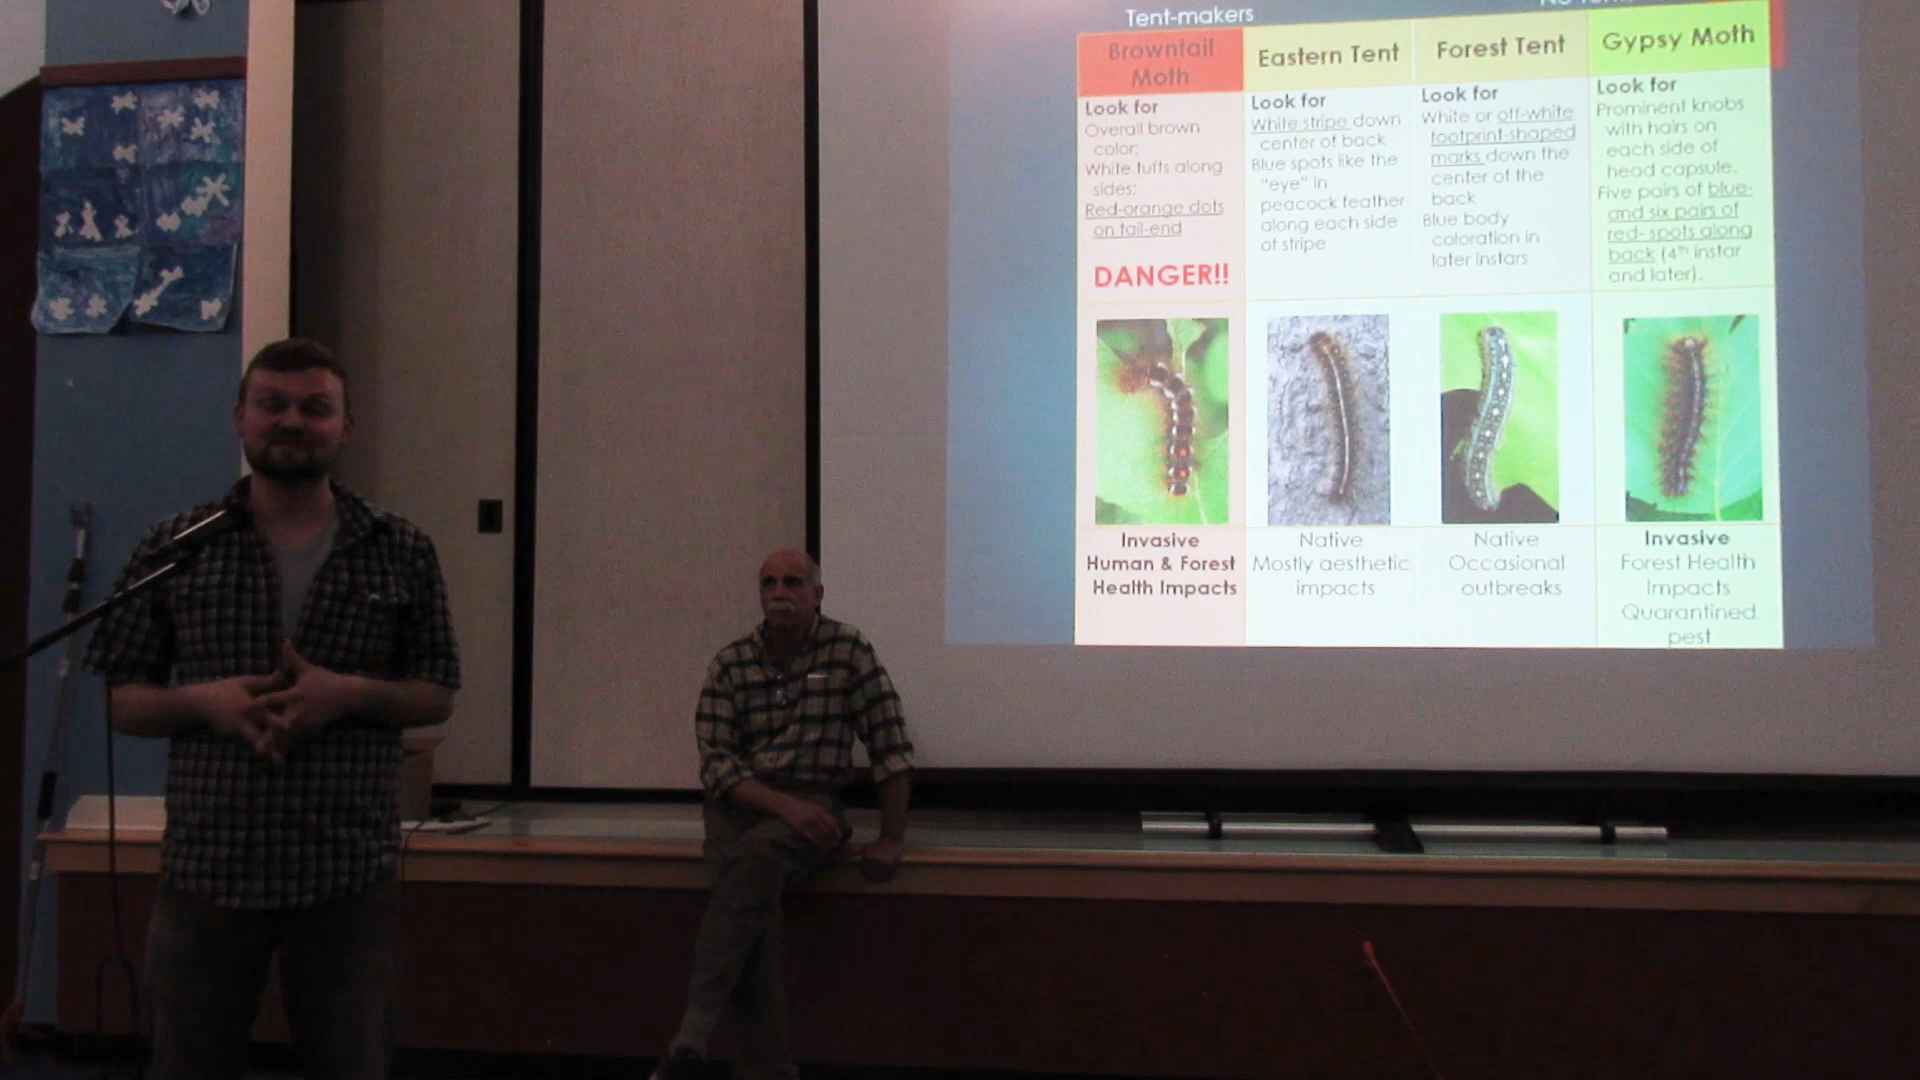 Tent-makers
Browntail
Moth
Look for
Overall brown
color;
White tufts along
sides;
Red-orange dots
on tail-end
DANGER!!
Invasive
Human & Forest
Health Impacts
Eastern Tent
Look for
White stripe down
center of back
Blue spots like the
"eye" in
peacock feather
along each side
of stripe
Native
Mostly aesthetic
impacts
Forest Tent
Look for
White or off-white
footprint-shaped
marks down the
center of the
back
Blue body
coloration in
later instars
Native
Occasional
outbreaks
Gypsy Moth
Look for
Prominent knobs
with hairs on
each side of
head capsule.
Five pairs of blue-
and six pairs of
red- spots along
back (4th instar
and later).
Invasive
Forest Health
Impacts
Quarantined
pest